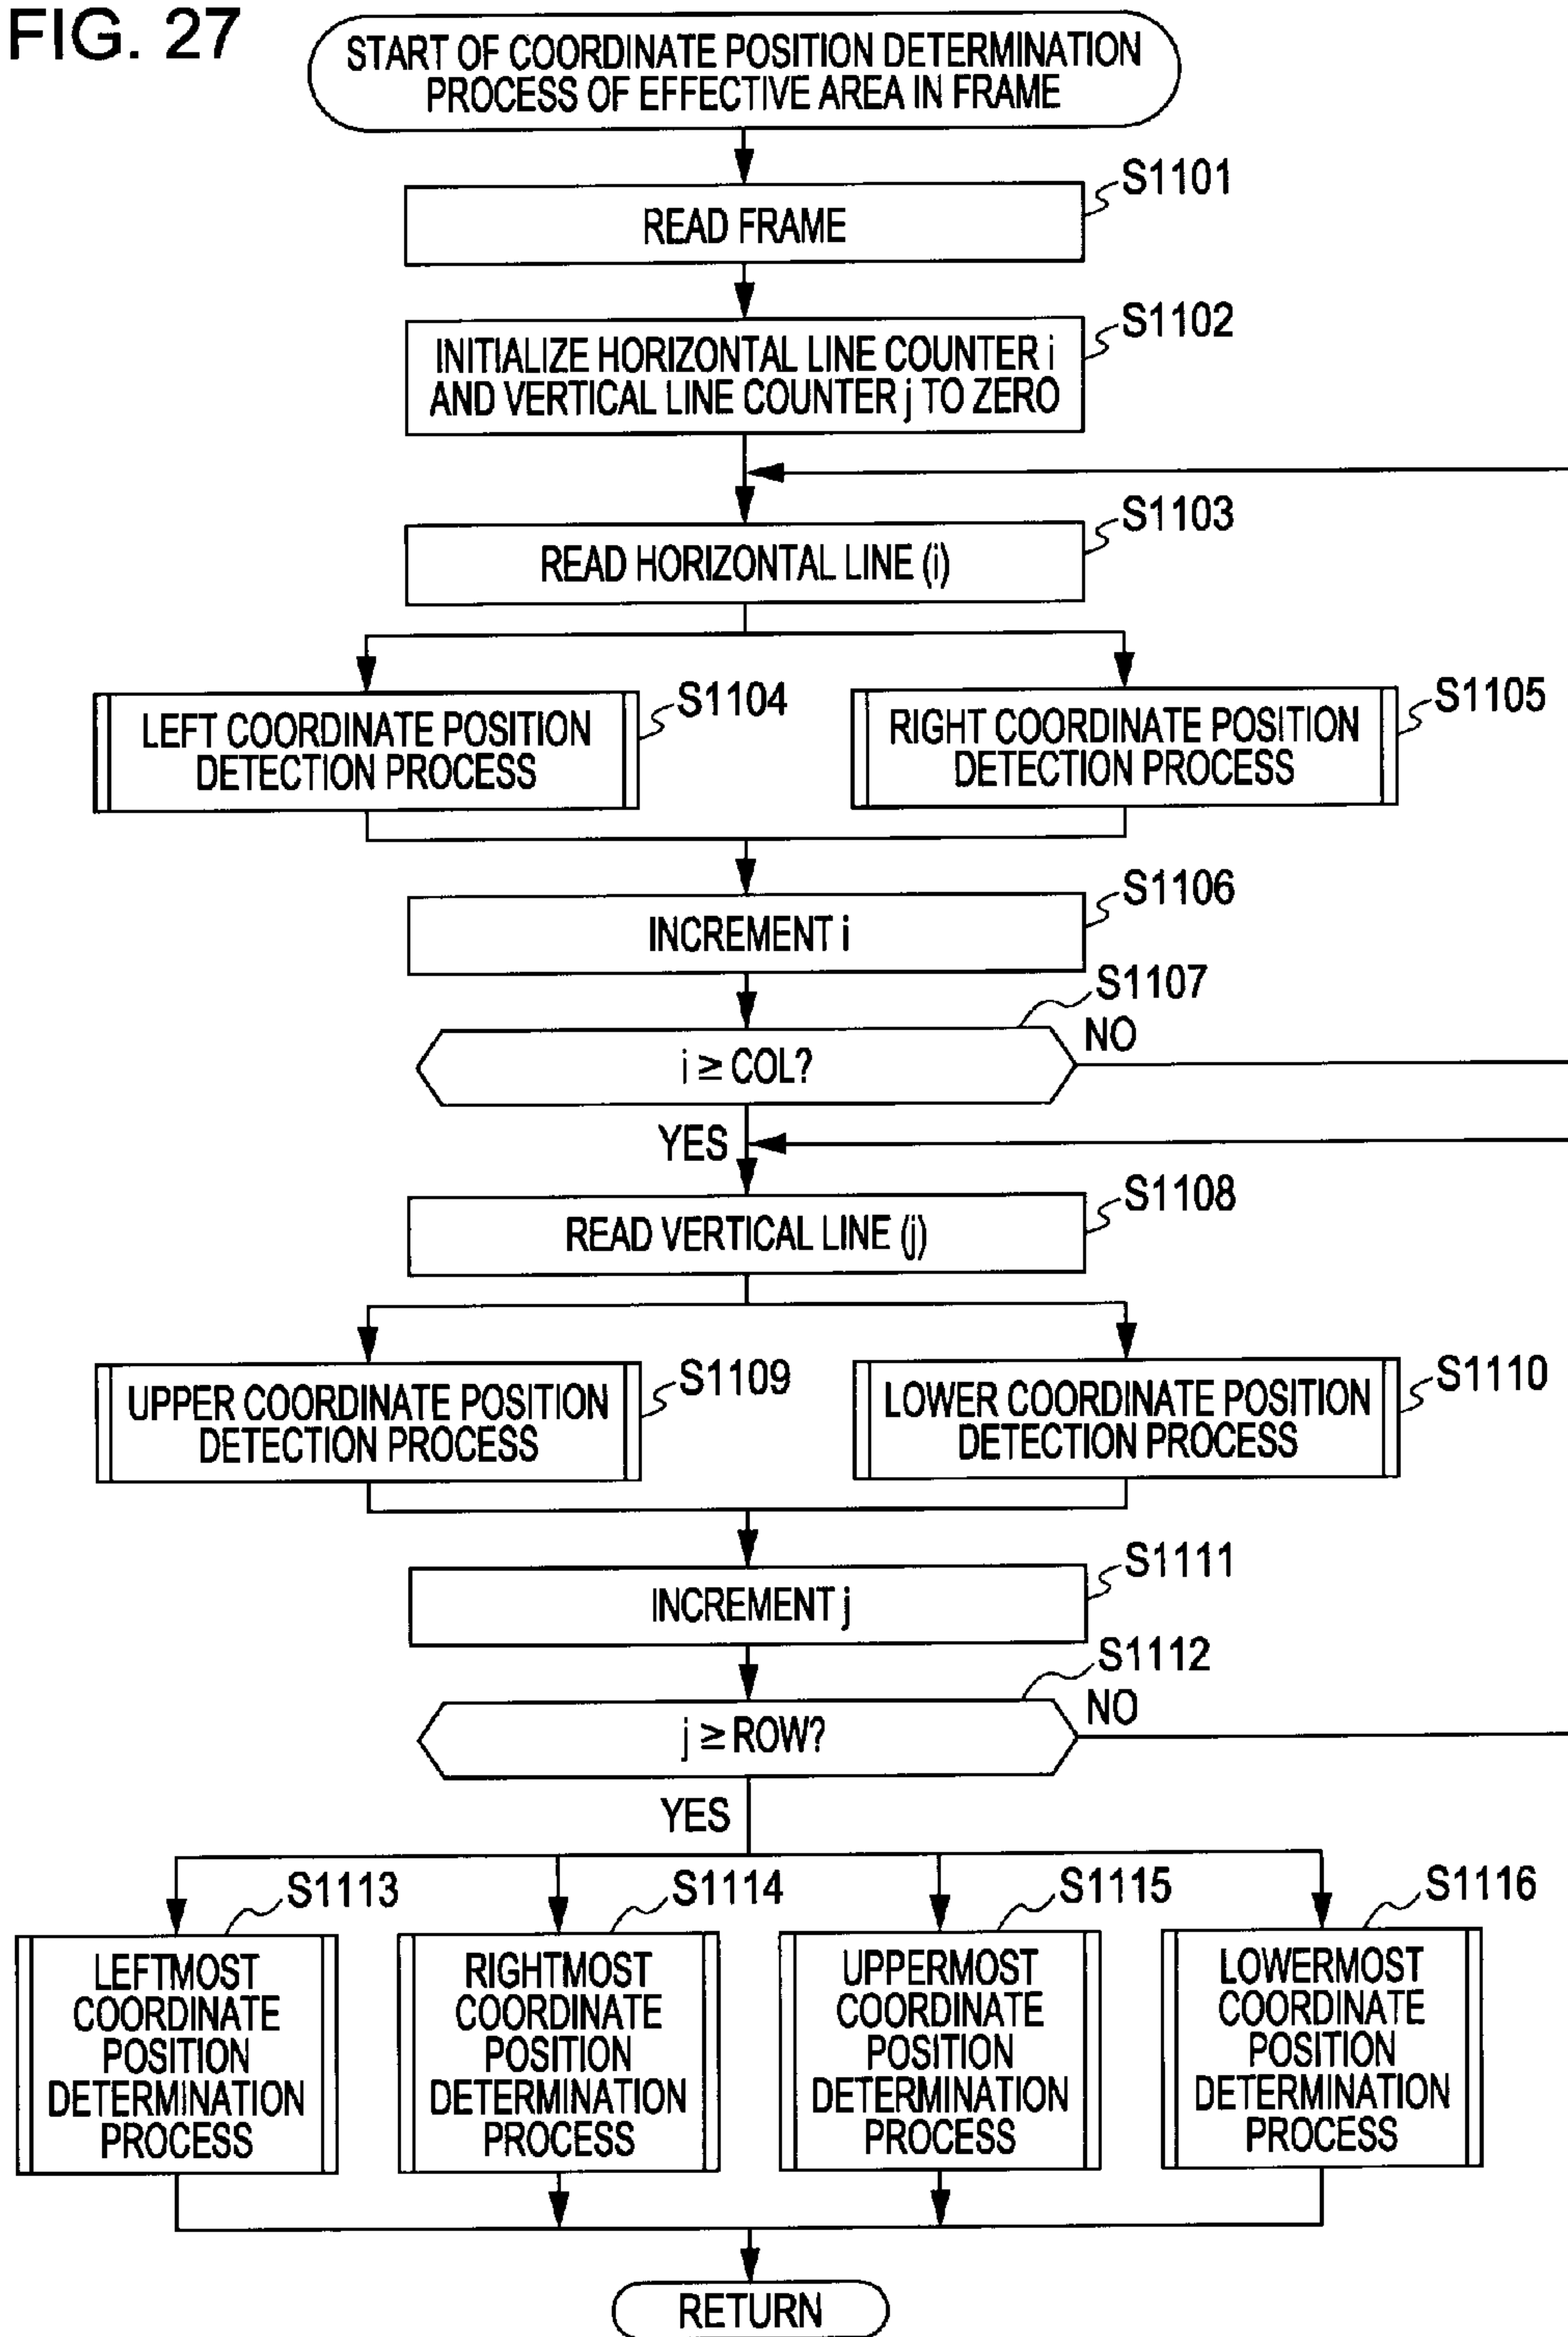 FIG. 27
START OF COORDINATE POSITION DETERMINATION
PROCESS OF EFFECTIVE AREA IN FRAME
S1101
READ FRAME
S1102
INITIALIZE HORIZONTAL LINE COUNTER i
AND VERTICAL LINE COUNTER j TO ZERO
S1103
READ HORIZONTAL LINE (i)
S1104
LEFT COORDINATE POSITION
DETECTION PROCESS
S1105
RIGHT COORDINATE POSITION
DETECTION PROCESS
S1106
INCREMENT i
S1107
i ≥ COL?
NO
YES
S1108
READ VERTICAL LINE (j)
S1109
UPPER COORDINATE POSITION
DETECTION PROCESS
S1110
LOWER COORDINATE POSITION
DETECTION PROCESS
S1111
INCREMENT j
S1112
j ≥ ROW?
NO
YES
S1113
LEFTMOST
COORDINATE
POSITION
DETERMINATION
PROCESS
S1114
RIGHTMOST
COORDINATE
POSITION
DETERMINATION
PROCESS
S1115
UPPERMOST
COORDINATE
POSITION
DETERMINATION
PROCESS
S1116
LOWERMOST
COORDINATE
POSITION
DETERMINATION
PROCESS
RETURN